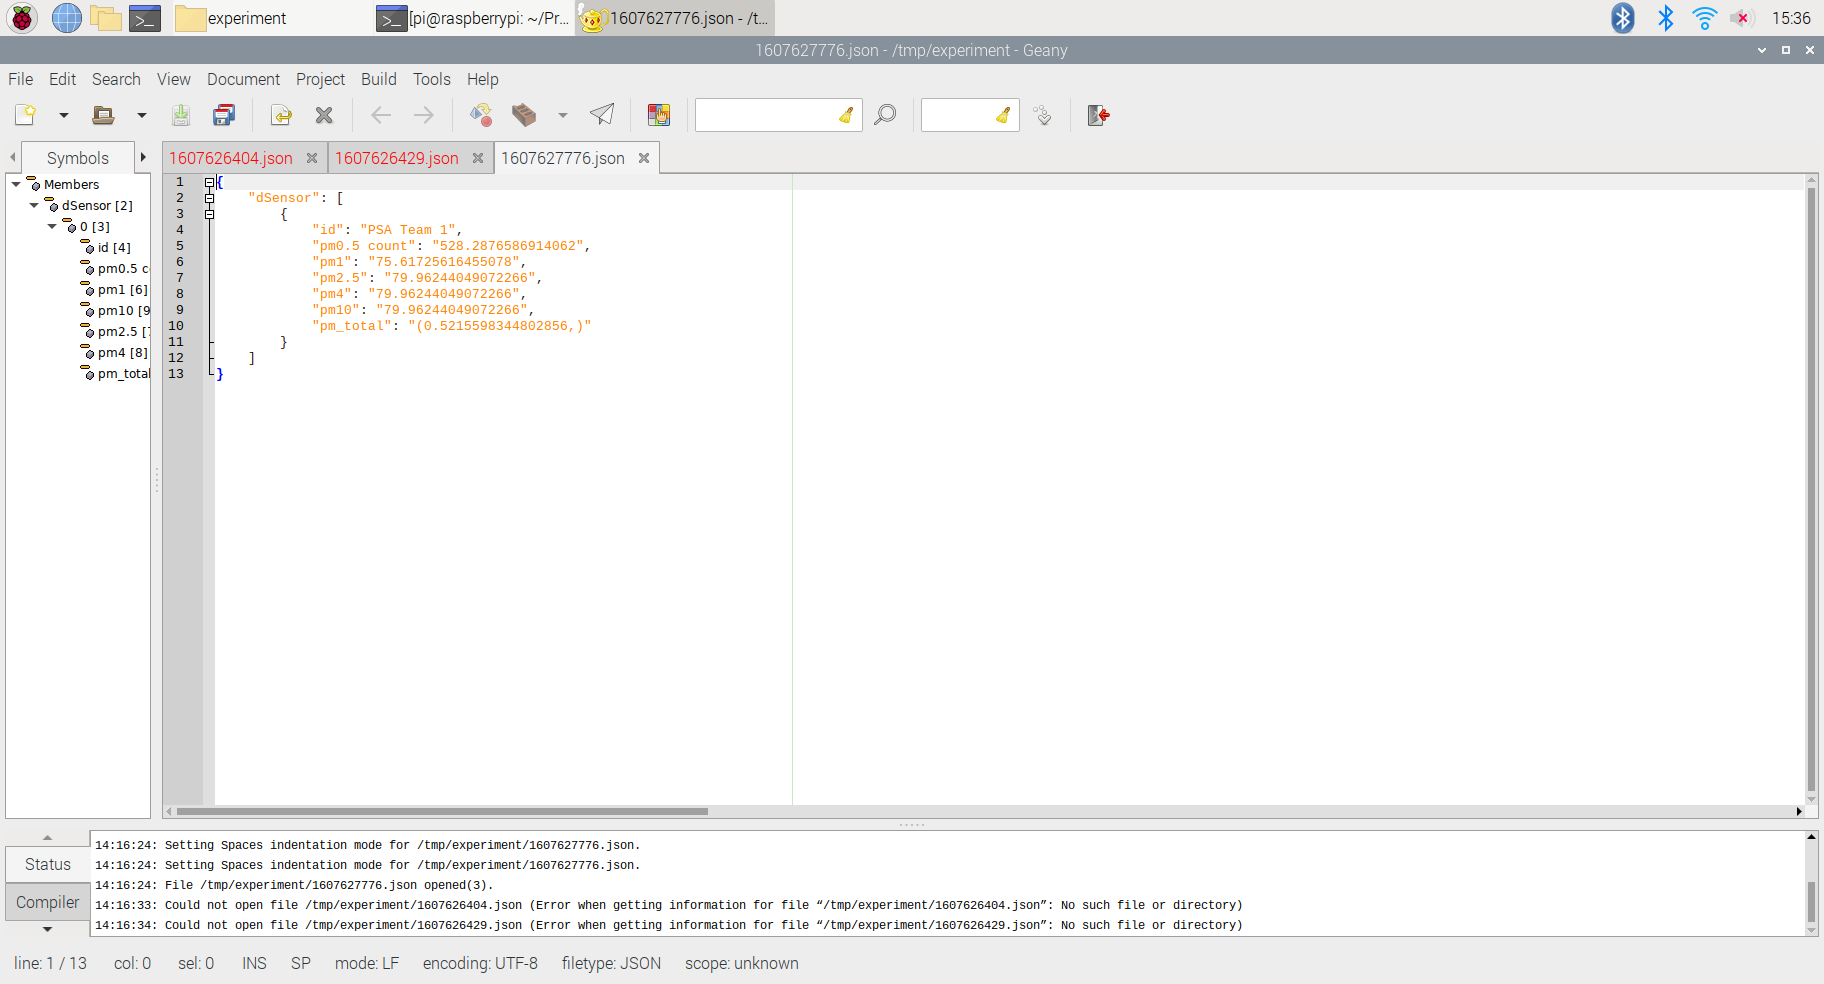 experiment
[pi@raspberrypi: ~/Pr...
1607627776.json - /t...
15:36
1607627776.json - /tmp/experiment - Geany
File Edit Search View Document Project Build Tools Help
Symbols
1607626404.json
1607626429.json
1607627776.json
Members
dSensor [2]
0 [3]
id [4]
pm0.5 c
pm1 [6]
pm10 [9
pm2.5 [7
pm4 [8]
pm_total
1 {
2 "dSensor": [
3 {
4 "id": "PSA Team 1",
5 "pm0.5 count": "528.2876586914062",
6 "pm1": "75.61725616455078",
7 "pm2.5": "79.96244049072266",
8 "pm4": "79.96244049072266",
9 "pm10": "79.96244049072266",
10 "pm_total": "(0.5215598344802856,)"
11 }
12 ]
13 }
Status
Compiler
14:16:24: Setting Spaces indentation mode for /tmp/experiment/1607627776.json.
14:16:24: Setting Spaces indentation mode for /tmp/experiment/1607627776.json.
14:16:24: File /tmp/experiment/1607627776.json opened(3).
14:16:33: Could not open file /tmp/experiment/1607626404.json (Error when getting information for file “/tmp/experiment/1607626404.json”: No such file or directory)
14:16:34: Could not open file /tmp/experiment/1607626429.json (Error when getting information for file “/tmp/experiment/1607626429.json”: No such file or directory)
line: 1 / 13 col: 0 sel: 0 INS SP mode: LF encoding: UTF-8 filetype: JSON scope: unknown